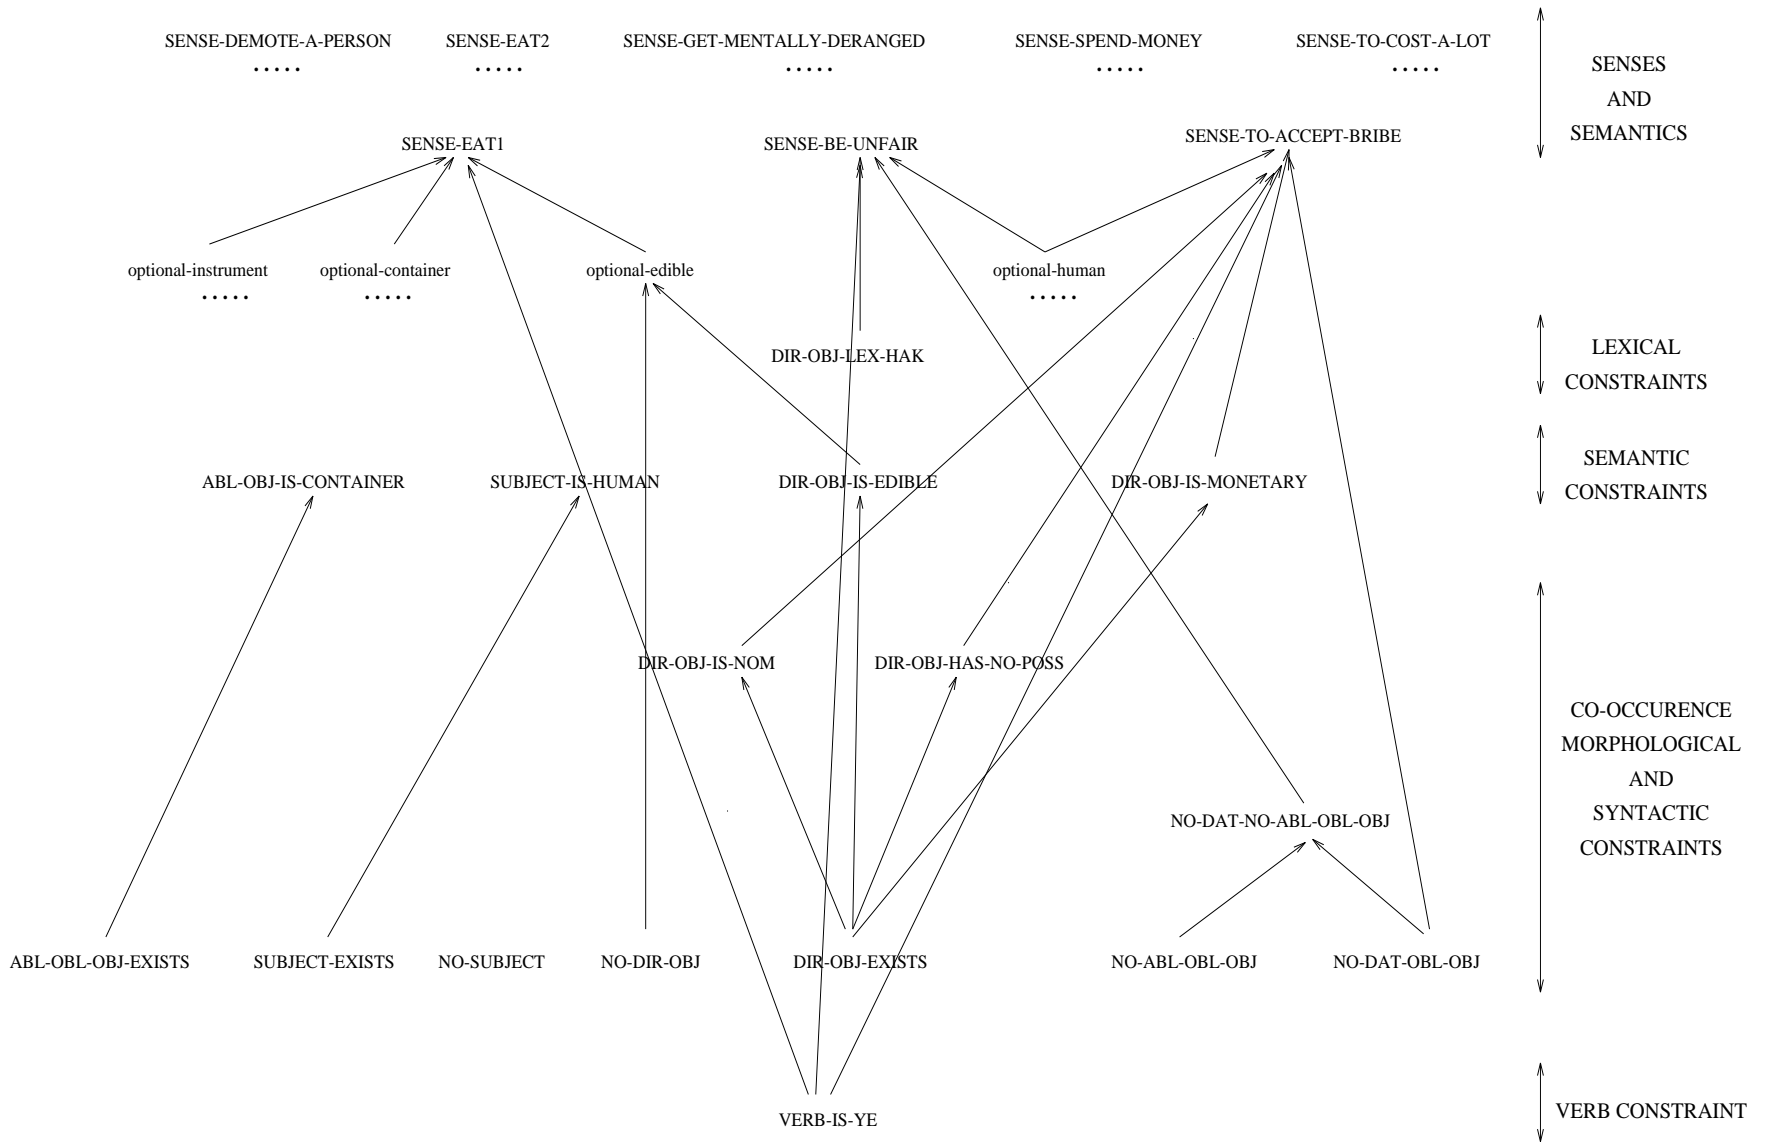 SENSE-DEMOTE-A-PERSON SENSE-EAT2 SENSE-GET-MENTALLY-DERANGED SENSE-SPEND-MONEY SENSE-TO-COST-A-LOT
..... ..... ..... ..... .....
SENSES
AND
SEMANTICS
SENSE-EAT1 SENSE-BE-UNFAIR SENSE-TO-ACCEPT-BRIBE
optional-instrument optional-container optional-edible optional-human
..... ..... .....
DIR-OBJ-LEX-HAK
LEXICAL
CONSTRAINTS
ABL-OBJ-IS-CONTAINER SUBJECT-IS-HUMAN DIR-OBJ-IS-EDIBLE DIR-OBJ-IS-MONETARY
SEMANTIC
CONSTRAINTS
DIR-OBJ-IS-NOM DIR-OBJ-HAS-NO-POSS
CO-OCCURENCE
MORPHOLOGICAL
AND
SYNTACTIC
CONSTRAINTS
NO-DAT-NO-ABL-OBL-OBJ
ABL-OBL-OBJ-EXISTS SUBJECT-EXISTS NO-SUBJECT NO-DIR-OBJ DIR-OBJ-EXISTS NO-ABL-OBL-OBJ NO-DAT-OBL-OBJ
VERB-IS-YE
VERB CONSTRAINT